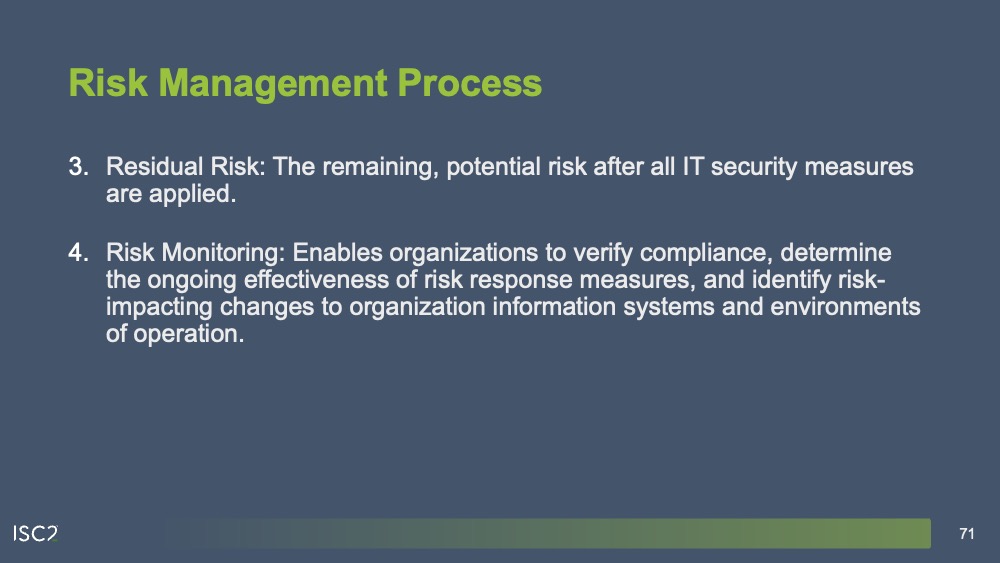 Risk Management Process
3. Residual Risk: The remaining, potential risk after all IT security measures
are applied.
4. Risk Monitoring: Enables organizations to verify compliance, determine
the ongoing effectiveness of risk response measures, and identify risk-
impacting changes to organization information systems and environments
of operation.
ISC2
71